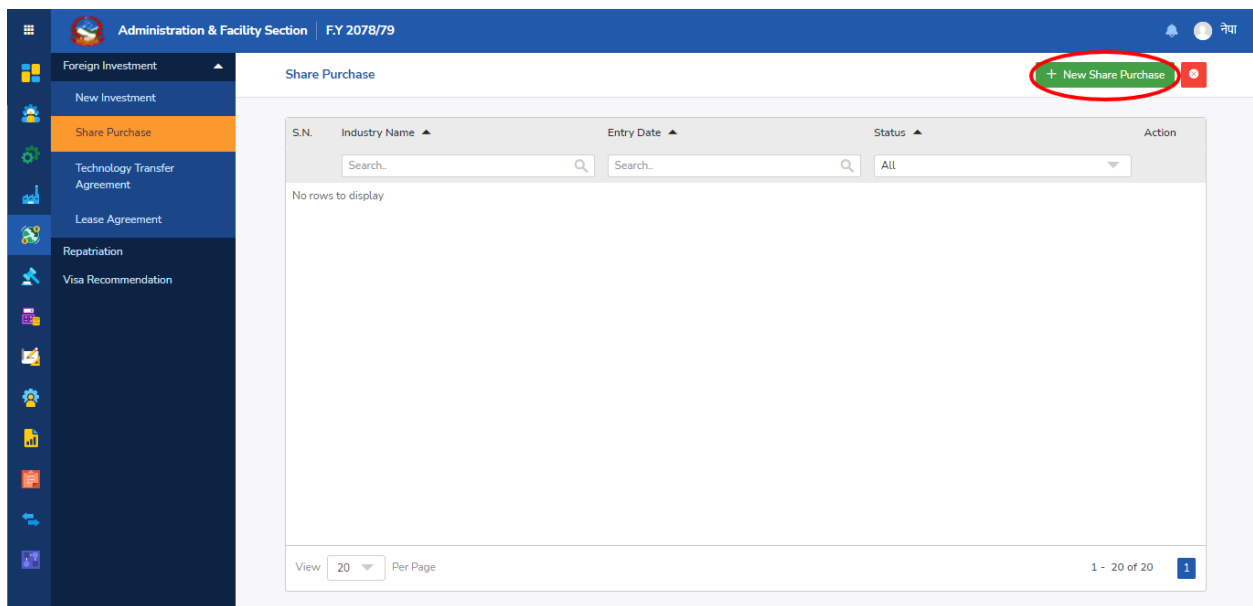 Administration & Facility Section F.Y 2078/79 नेपा
Foreign Investment
New Investment
Share Purchase
Technology Transfer
Agreement
Lease Agreement
Repatriation
Visa Recommendation
Share Purchase
+ New Share Purchase
S.N. Industry Name Entry Date Status Action
Search.. Search.. All
No rows to display
View 20 Per Page 1 - 20 of 20 1